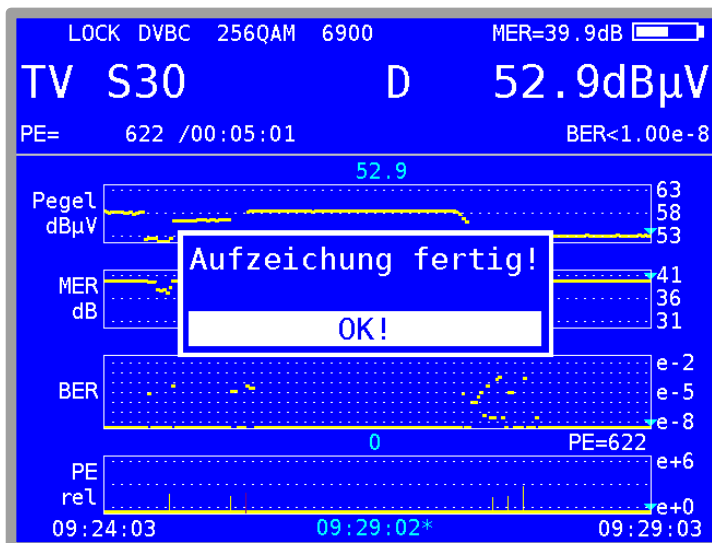 LOCK DVBC 256QAM 6900 MER=39.9dB
TV S30 D 52.9dBµV
PE= 622 /00:05:01 BER<1.00e-8
52.9
Pegel
dBµV
63
58
53
Aufzeichung fertig!
OK!
MER
dB
41
36
31
BER
e-2
e-5
e-8
0 PE=622
PE
rel
e+6
e+0
09:24:03 09:29:02* 09:29:03